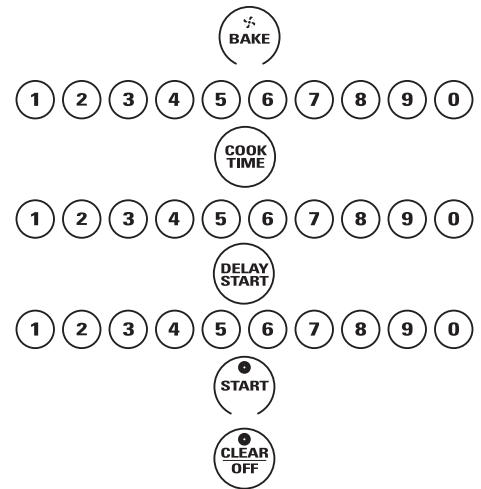 BAKE
1 2 3 4 5 6 7 8 9 0
COOK
TIME
1 2 3 4 5 6 7 8 9 0
DELAY
START
1 2 3 4 5 6 7 8 9 0
START
CLEAR
OFF